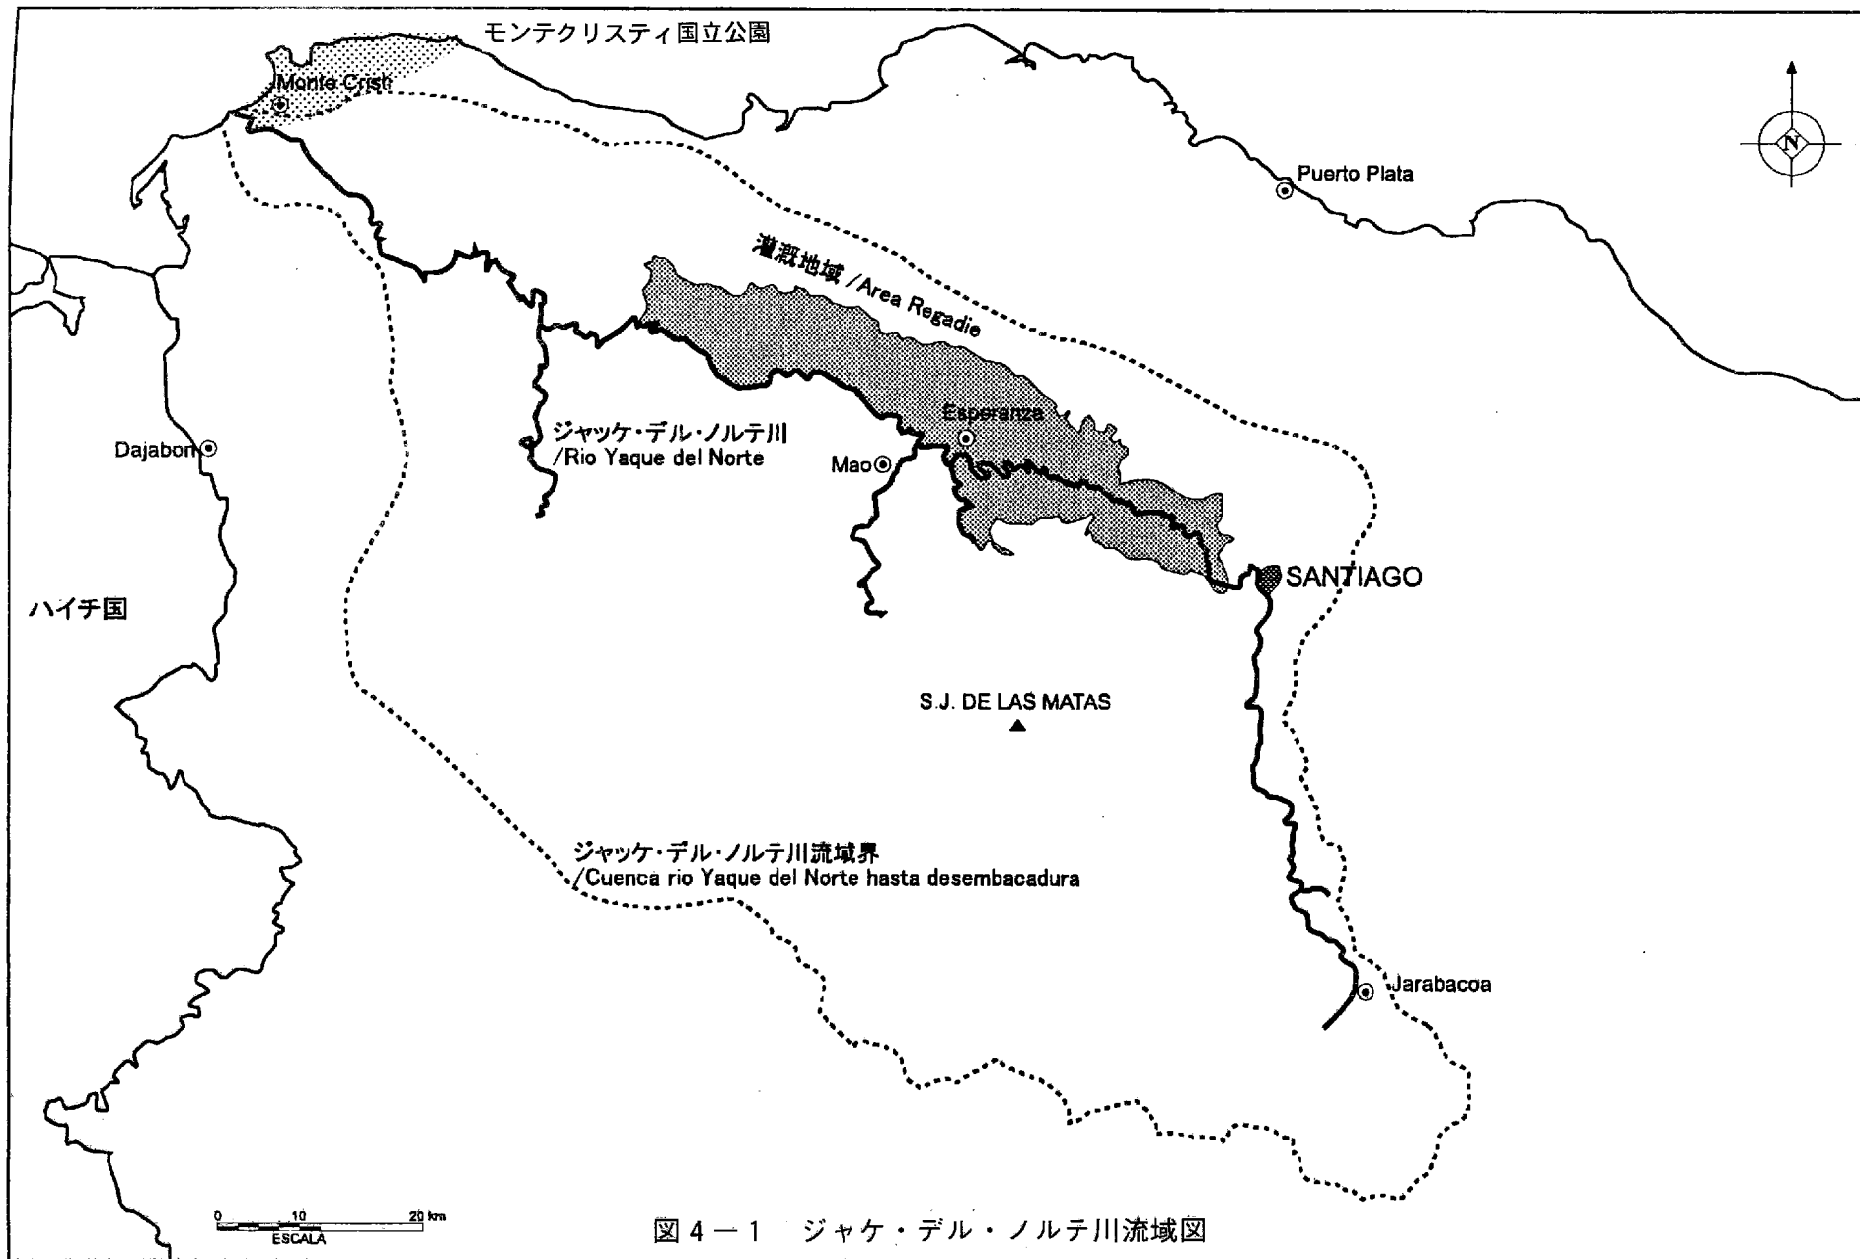 モンテクリスティ国立公園
Monte Cristi
N
Puerto Plata
灌漑地域 /Area Regadie
Esperanza
ジャッケ・デル・ノルテ川
/Rio Yaque del Norte
Dajabon
Mao
SANTIAGO
ハイチ国
S.J. DE LAS MATAS
ジャッケ・デル・ノルテ川流域界
/Cuenca rio Yaque del Norte hasta desembacadura
Jarabacoa
0 10 20 km
ESCALA
図4-1 ジャケ・デル・ノルテ川流域図